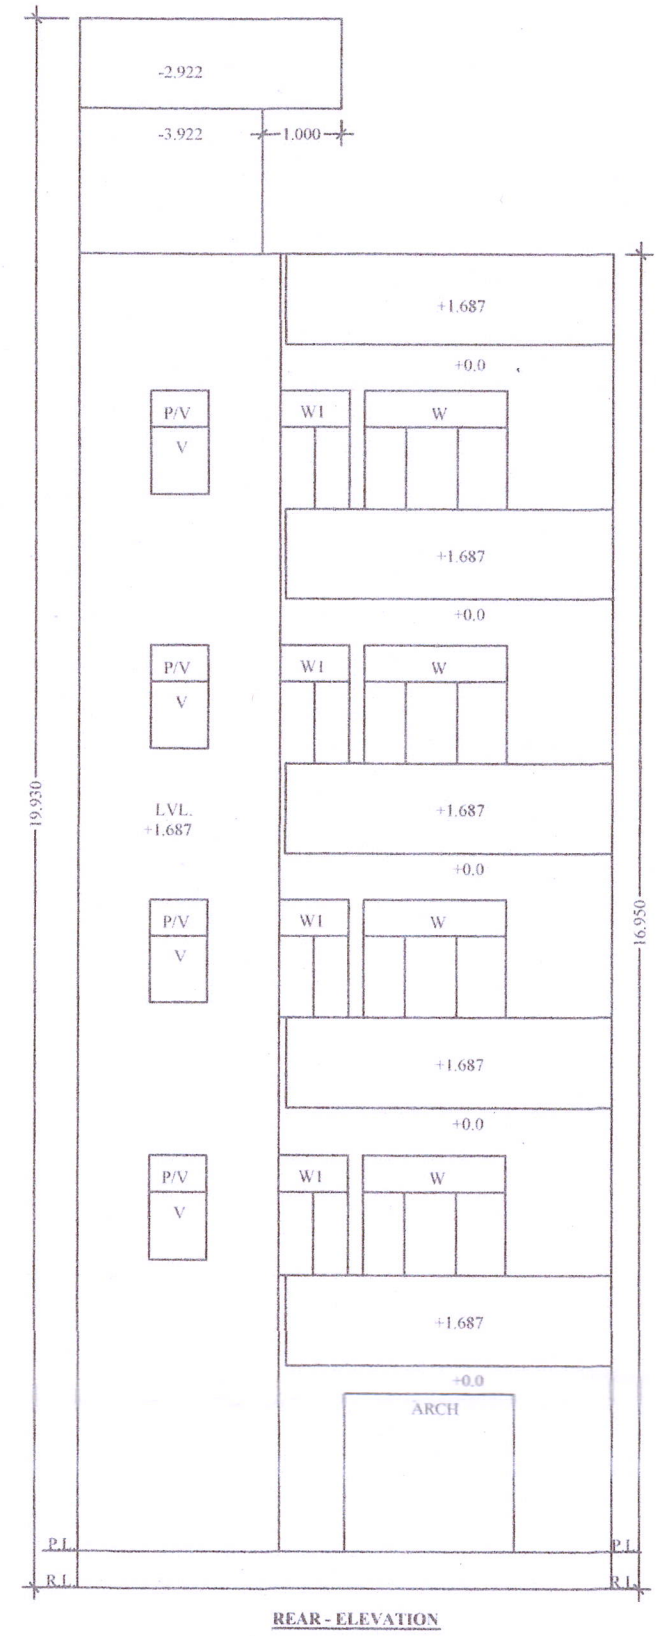 -2.922
-3.922
1.000
+1.687
+0.0
P/V
V
W1
W
+1.687
+0.0
P/V
V
W1
W
19.930
LVL.
+1.687
+1.687
+0.0
16.950
P/V
V
W1
W
+1.687
+0.0
P/V
V
W1
W
+1.687
+0.0
ARCH
P.L.
P.L.
R.L.
R.L.
REAR - ELEVATION